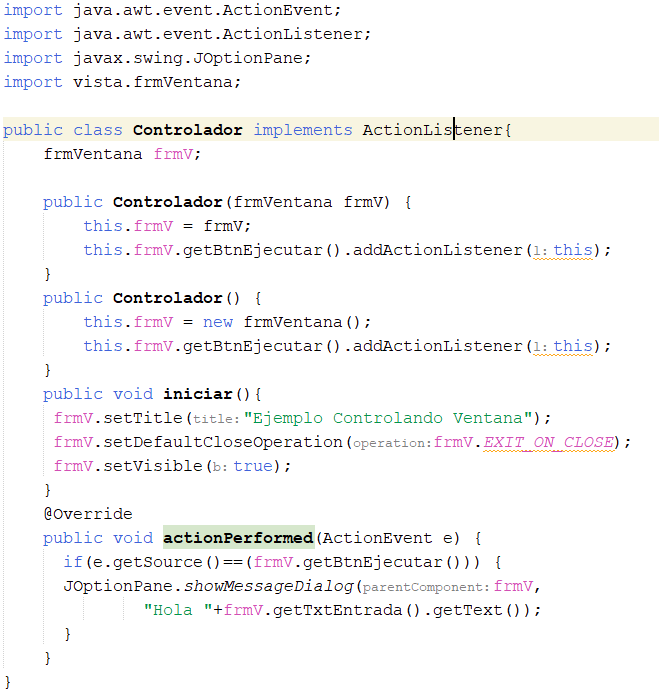 import java.awt.event.ActionEvent;
import java.awt.event.ActionListener;
import javax.swing.JOptionPane;
import vista.frmVentana;

public class Controlador implements ActionListener{
    frmVentana frmV;

    public Controlador(frmVentana frmV) {
        this.frmV = frmV;
        this.frmV.getBtnEjecutar().addActionListener(l: this);
    }
    public Controlador() {
        this.frmV = new frmVentana();
        this.frmV.getBtnEjecutar().addActionListener(l: this);
    }
    public void iniciar(){
     frmV.setTitle(title: "Ejemplo Controlando Ventana");
     frmV.setDefaultCloseOperation(operation: frmV.EXIT_ON_CLOSE);
     frmV.setVisible(b: true);
    }
    @Override
    public void actionPerformed(ActionEvent e) {
      if(e.getSource()==(frmV.getBtnEjecutar())) {
      JOptionPane.showMessageDialog(parentComponent: frmV,
              "Hola "+frmV.getTxtEntrada().getText());
      }
    }
}